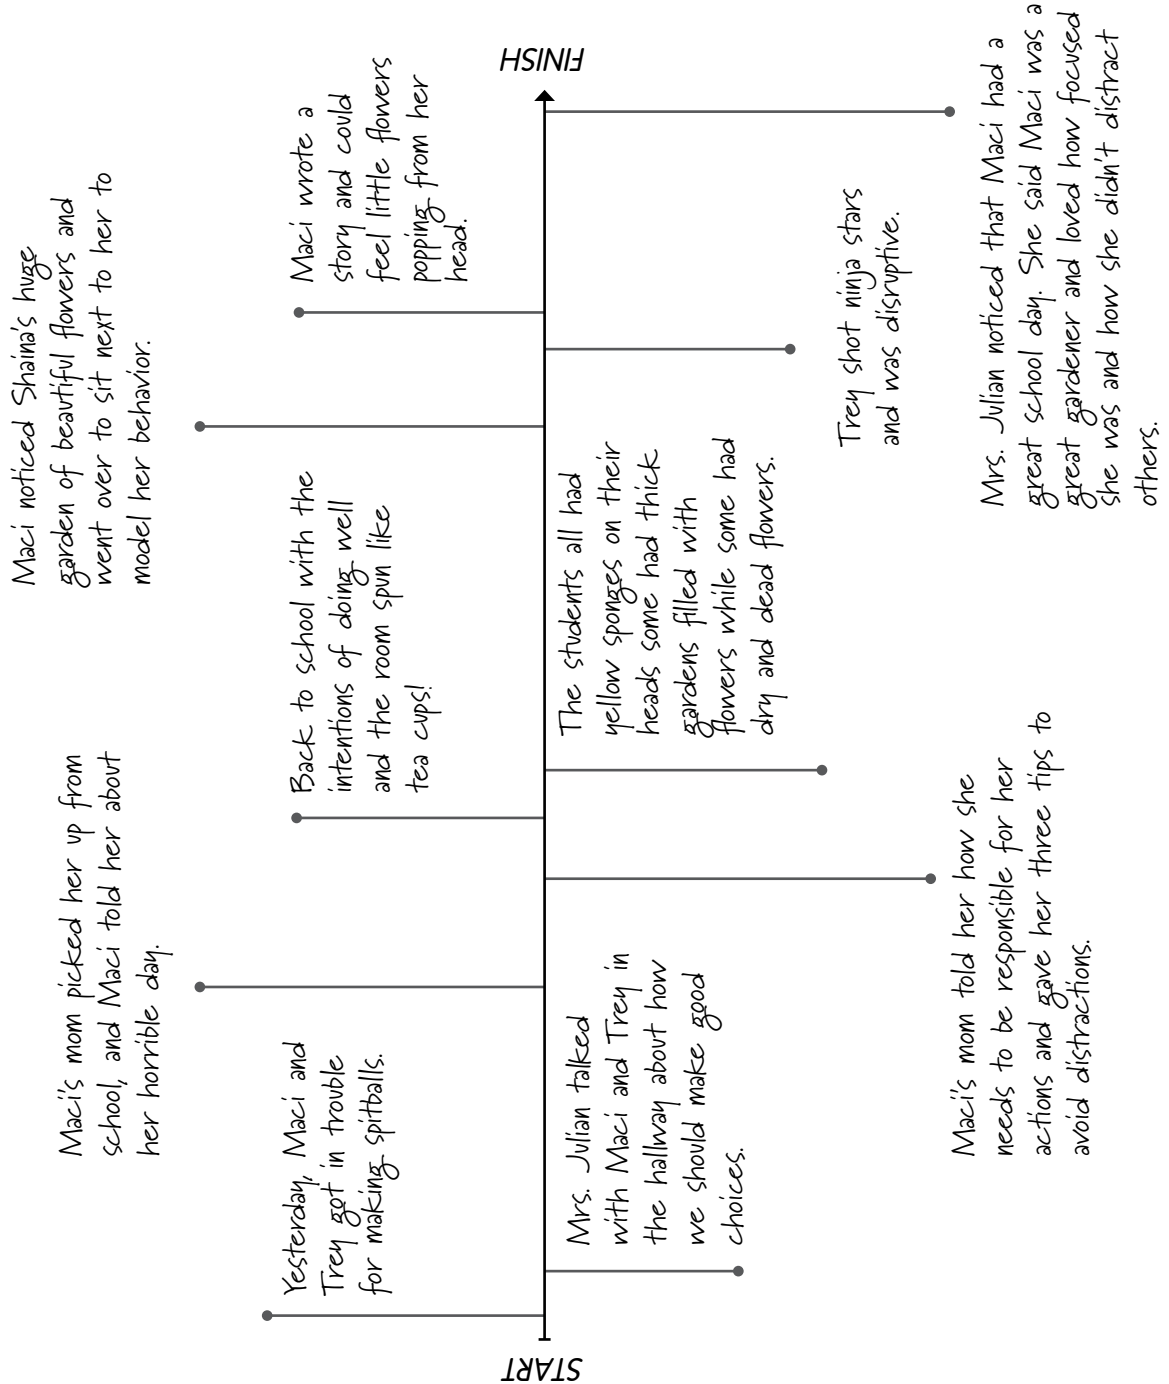 START
Yesterday, Maci and
Trey got in trouble
for making spitballs.
Mrs. Julian talked
with Maci and Trey in
the hallway about how
we should make good
choices.
Maci's mom picked her up from
school, and Maci told her about
her horrible day.
Maci's mom told her how she
needs to be responsible for her
actions and gave her three tips to
avoid distractions.
Back to school with the
intentions of doing well
and the room spun like
tea cups!
The students all had
yellow sponges on their
heads some had thick
gardens filled with
flowers while some had
dry and dead flowers.
Maci noticed Shaina's huge
garden of beautiful flowers and
went over to sit next to her to
model her behavior.
Trey shot ninja stars
and was disruptive.
Maci wrote a
story and could
feel little flowers
popping from her
head.
Mrs. Julian noticed that Maci had a
great school day. She said Maci was a
great gardener and loved how focused
she was and how she didn't distract
others.
FINISH